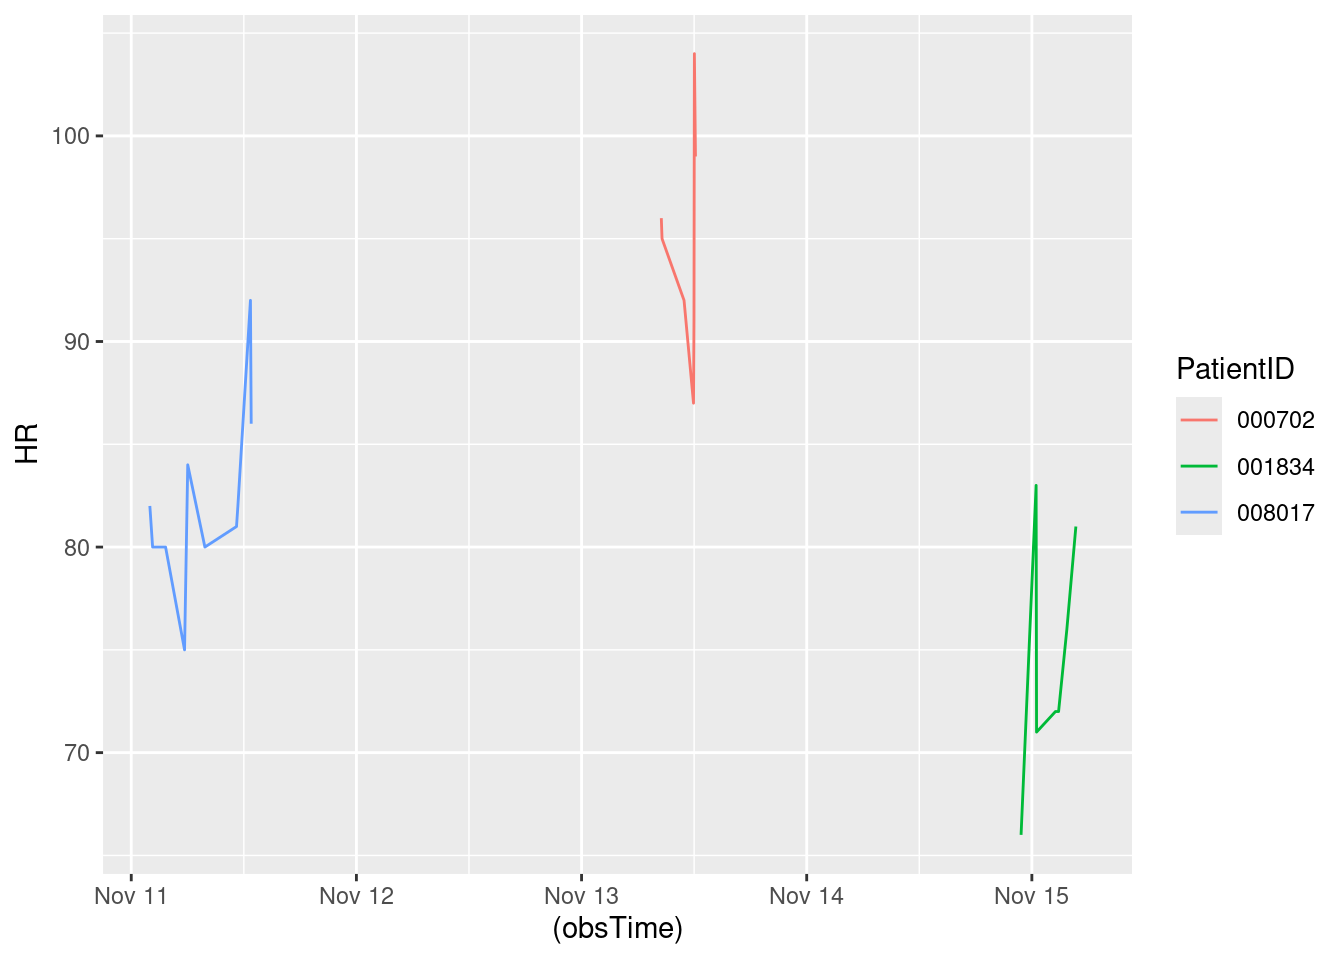 100
90
80
70
HR
Nov 11
Nov 12
Nov 13
Nov 14
Nov 15
(obsTime)
PatientID
000702
001834
008017